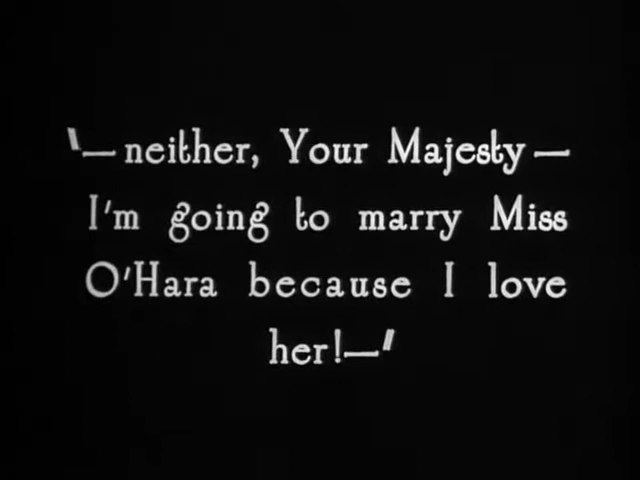 "—neither, Your Majesty—
I'm going to marry Miss
O'Hara because I love
her!—"